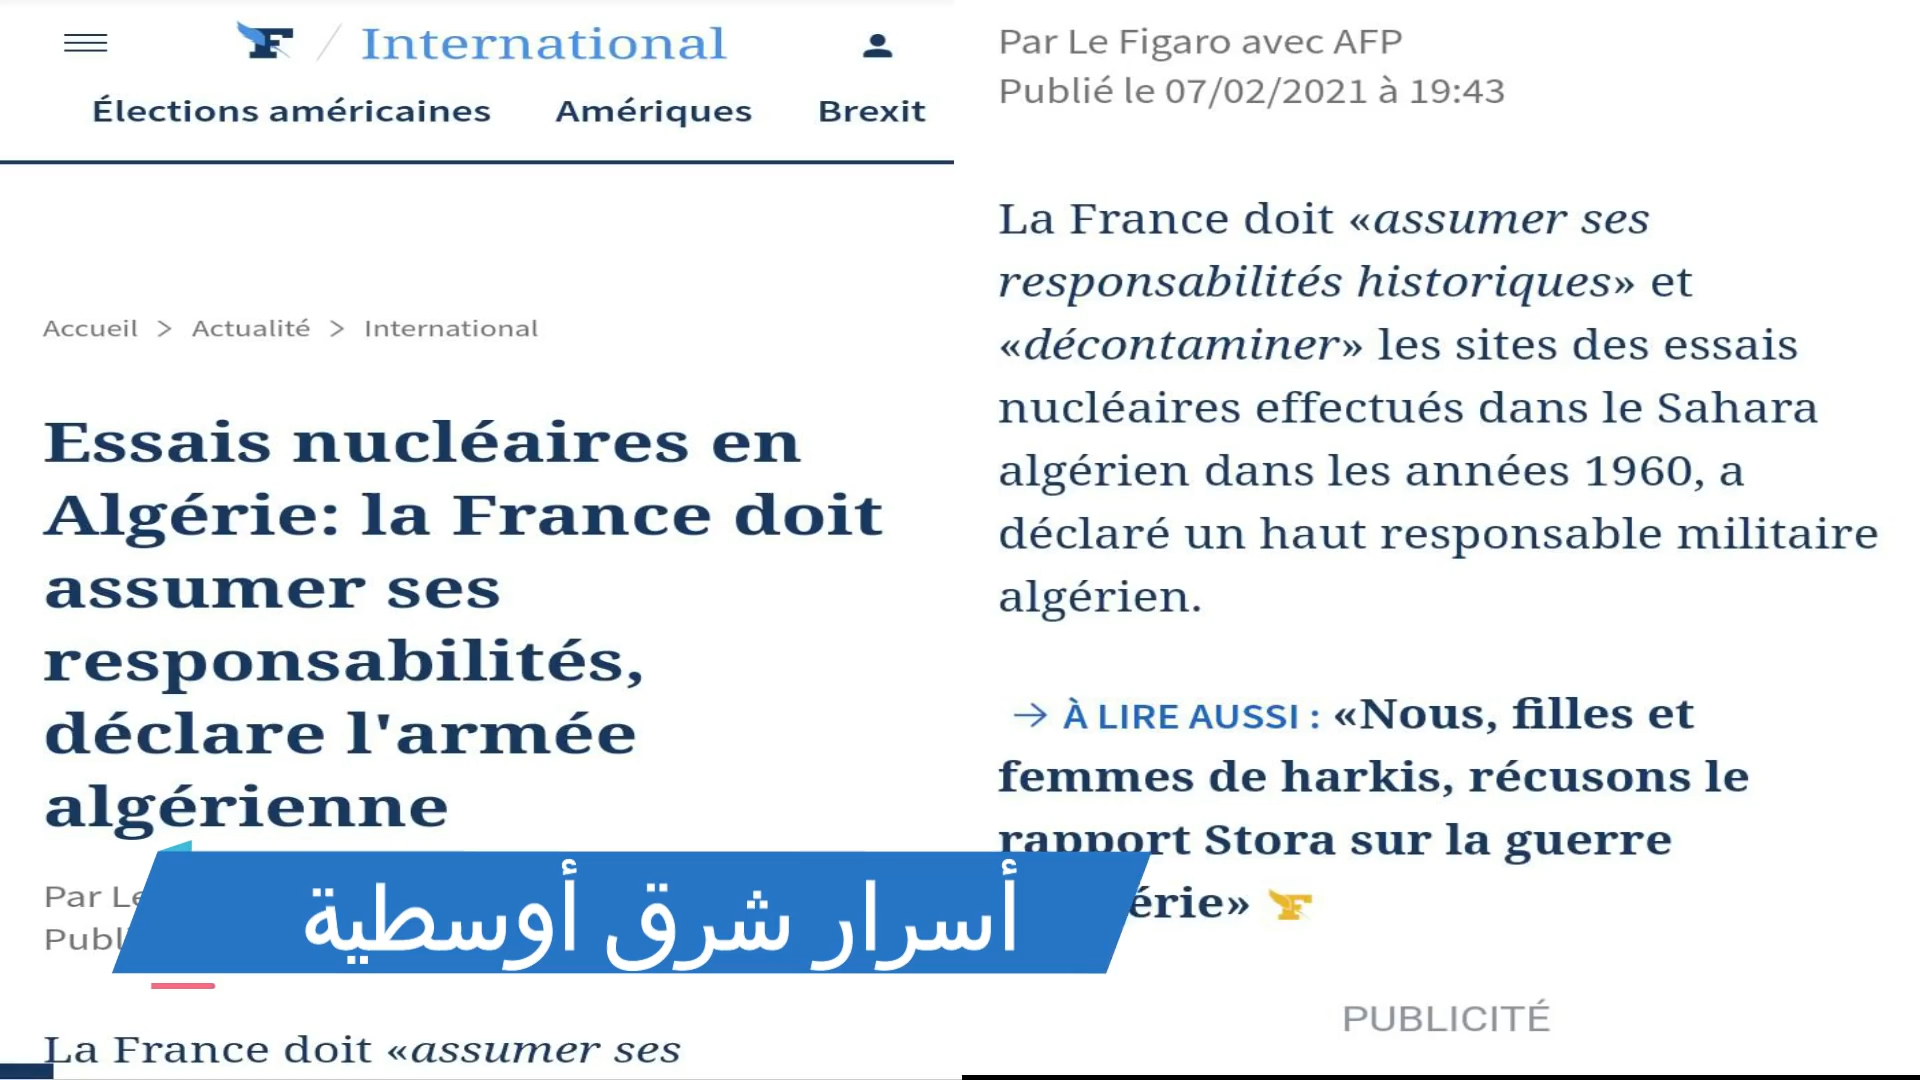 International
Élections américaines Amériques Brexit
Accueil > Actualité > International
Essais nucléaires en
Algérie: la France doit
assumer ses
responsabilités,
déclare l'armée
algérienne
Par Le
Publ
La France doit «assumer ses
Par Le Figaro avec AFP
Publié le 07/02/2021 à 19:43
La France doit «assumer ses
responsabilités historiques» et
«décontaminer» les sites des essais
nucléaires effectués dans le Sahara
algérien dans les années 1960, a
déclaré un haut responsable militaire
algérien.
→ À LIRE AUSSI : «Nous, filles et
femmes de harkis, récusons le
rapport Stora sur la guerre
érie»
PUBLICITÉ
أسرار شرق أوسطية